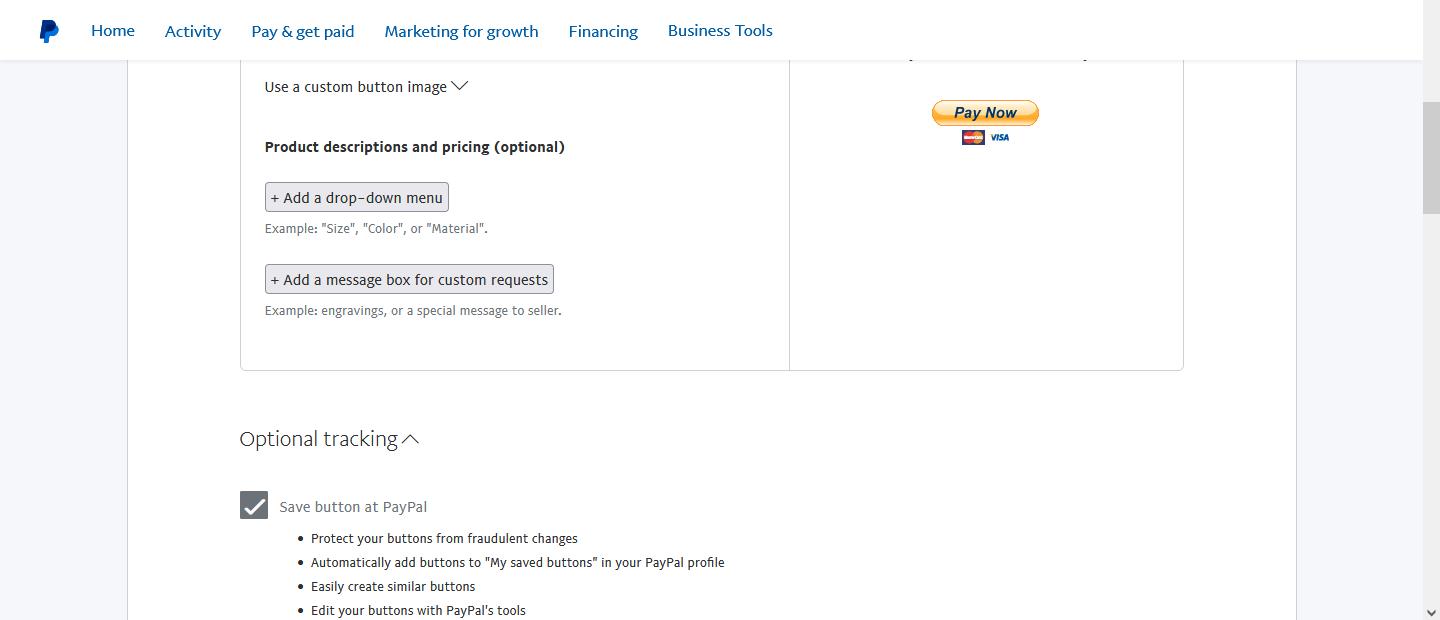 Home Activity Pay & get paid Marketing for growth Financing Business Tools
Use a custom button image
Pay Now
MasterCard VISA
Product descriptions and pricing (optional)
+ Add a drop-down menu
Example: "Size", "Color", or "Material".
+ Add a message box for custom requests
Example: engravings, or a special message to seller.
Optional tracking
Save button at PayPal
• Protect your buttons from fraudulent changes
• Automatically add buttons to "My saved buttons" in your PayPal profile
• Easily create similar buttons
• Edit your buttons with PayPal's tools